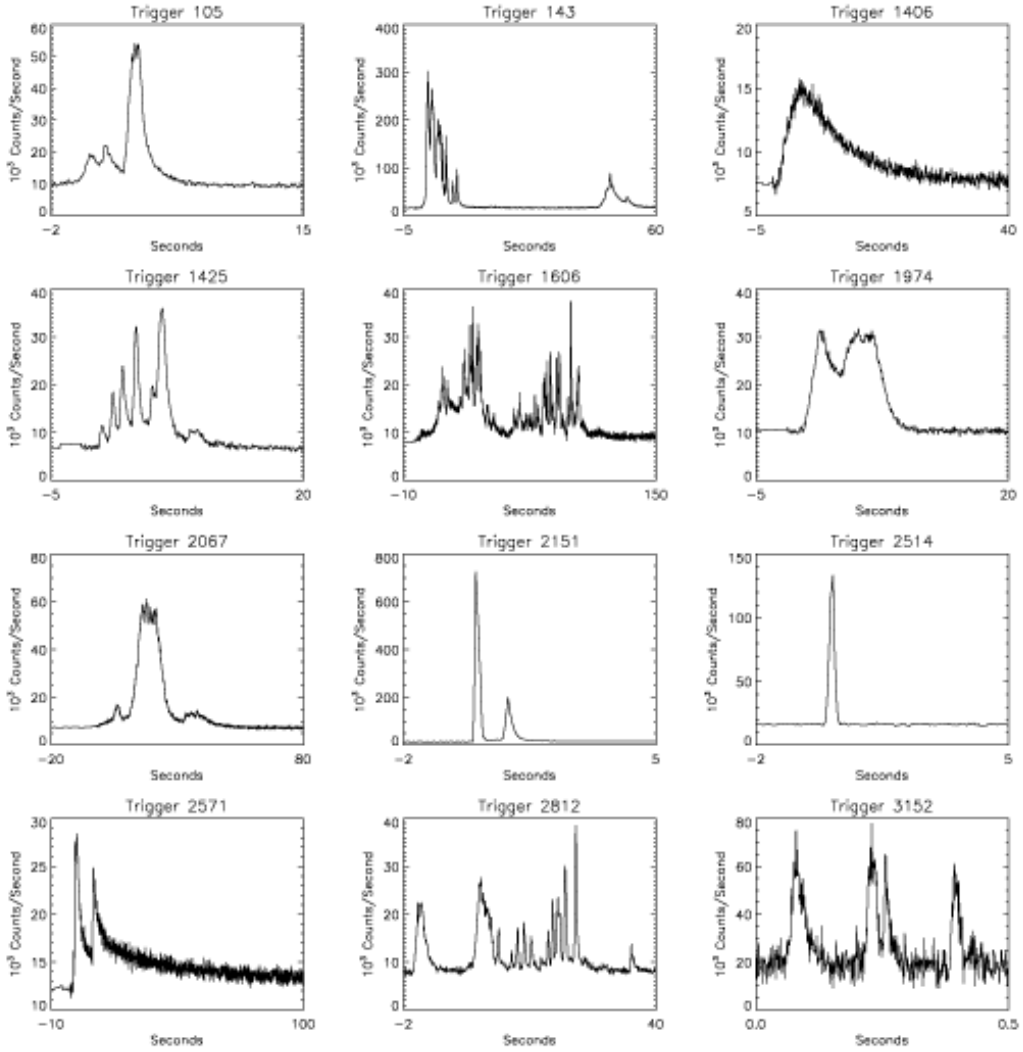 Trigger 105
60
50
40
30
20
10
0
10³ Counts/Second
-2
15
Seconds
Trigger 143
400
300
200
100
0
10³ Counts/Second
-5
60
Seconds
Trigger 1406
20
15
10
5
10³ Counts/Second
-5
40
Seconds
Trigger 1425
40
30
20
10
0
10³ Counts/Second
-5
20
Seconds
Trigger 1606
40
30
20
10
0
10³ Counts/Second
-10
150
Seconds
Trigger 1974
40
30
20
10
0
10³ Counts/Second
-5
20
Seconds
Trigger 2067
80
60
40
20
0
10³ Counts/Second
-20
80
Seconds
Trigger 2151
800
600
400
200
0
10³ Counts/Second
-2
5
Seconds
Trigger 2514
150
100
50
0
10³ Counts/Second
-2
5
Seconds
Trigger 2571
30
25
20
15
10
10³ Counts/Second
-10
100
Seconds
Trigger 2812
40
30
20
10
0
10³ Counts/Second
-2
40
Seconds
Trigger 3152
80
60
40
20
0
10³ Counts/Second
0.0
0.5
Seconds